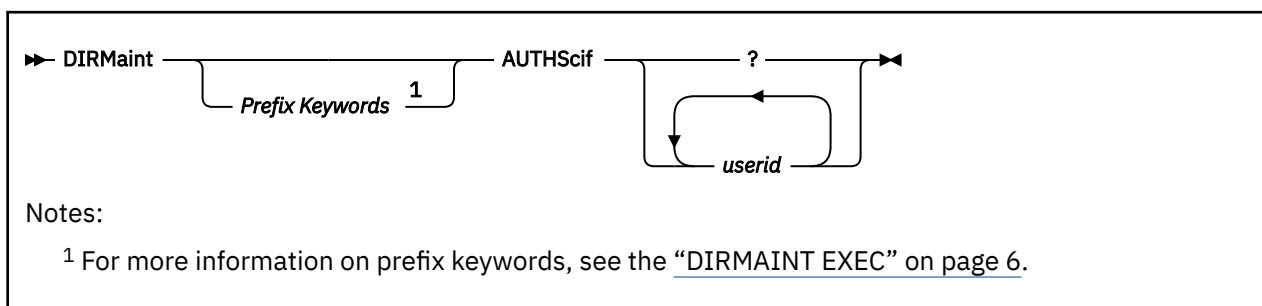 DIRMaint AUTHScif ?
Prefix Keywords 1
userid
Notes:
1 For more information on prefix keywords, see the “DIRMAINT EXEC” on page 6.